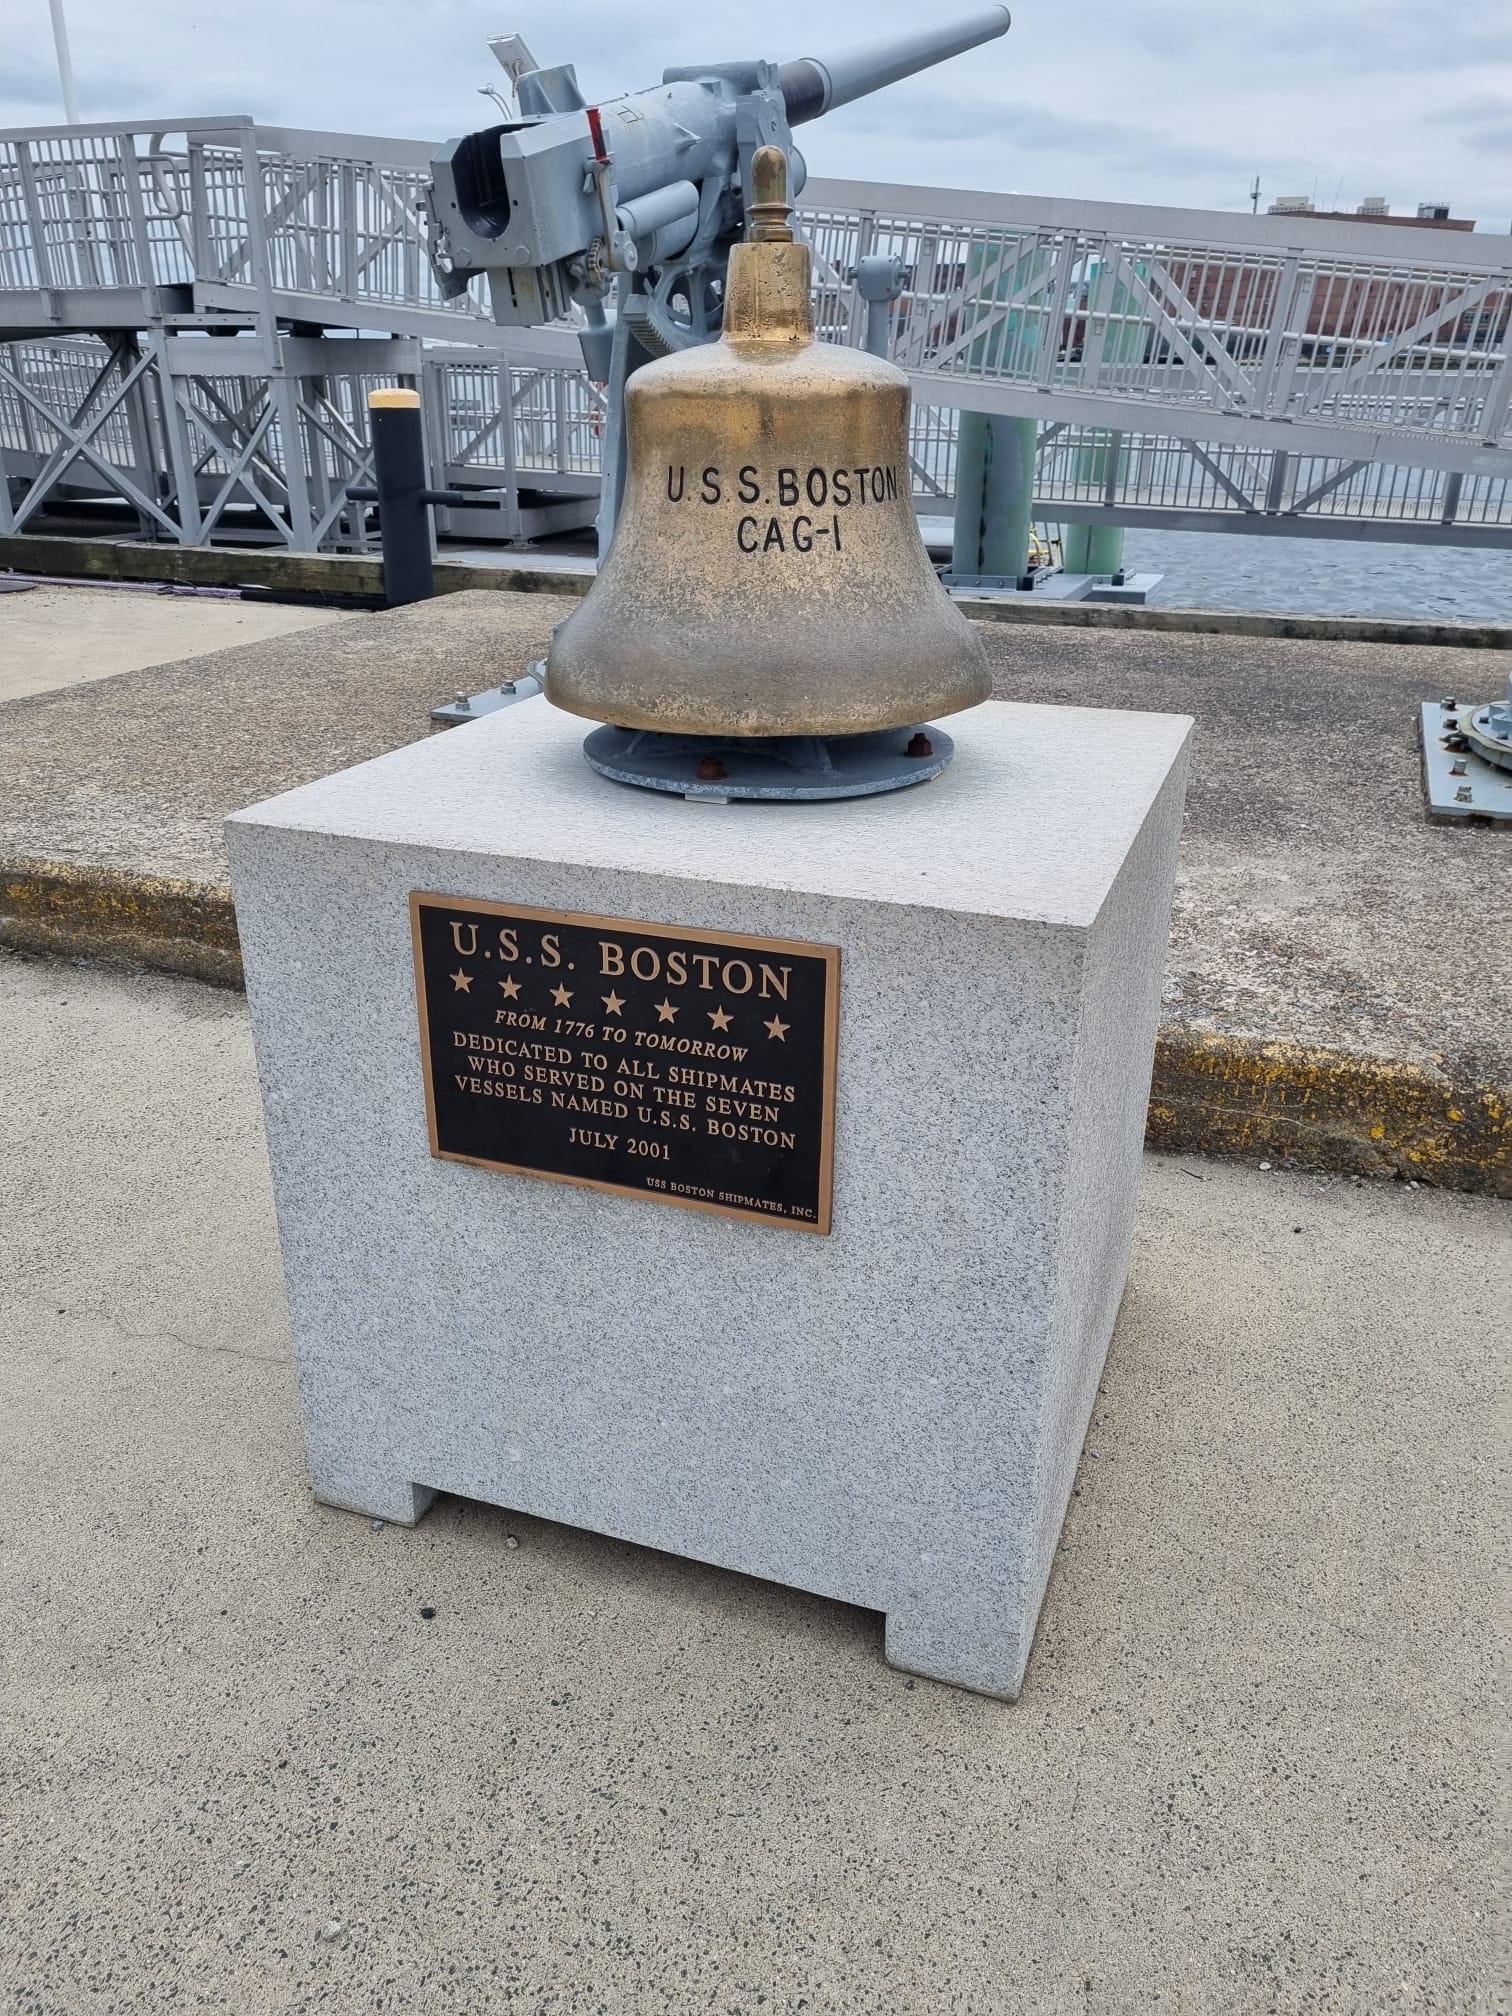 U.S.S. BOSTON
CAG-1
U.S.S. BOSTON
FROM 1776 TO TOMORROW
DEDICATED TO ALL SHIPMATES
WHO SERVED ON THE SEVEN
VESSELS NAMED U.S.S. BOSTON
JULY 2001
USS BOSTON SHIPMATES, INC.